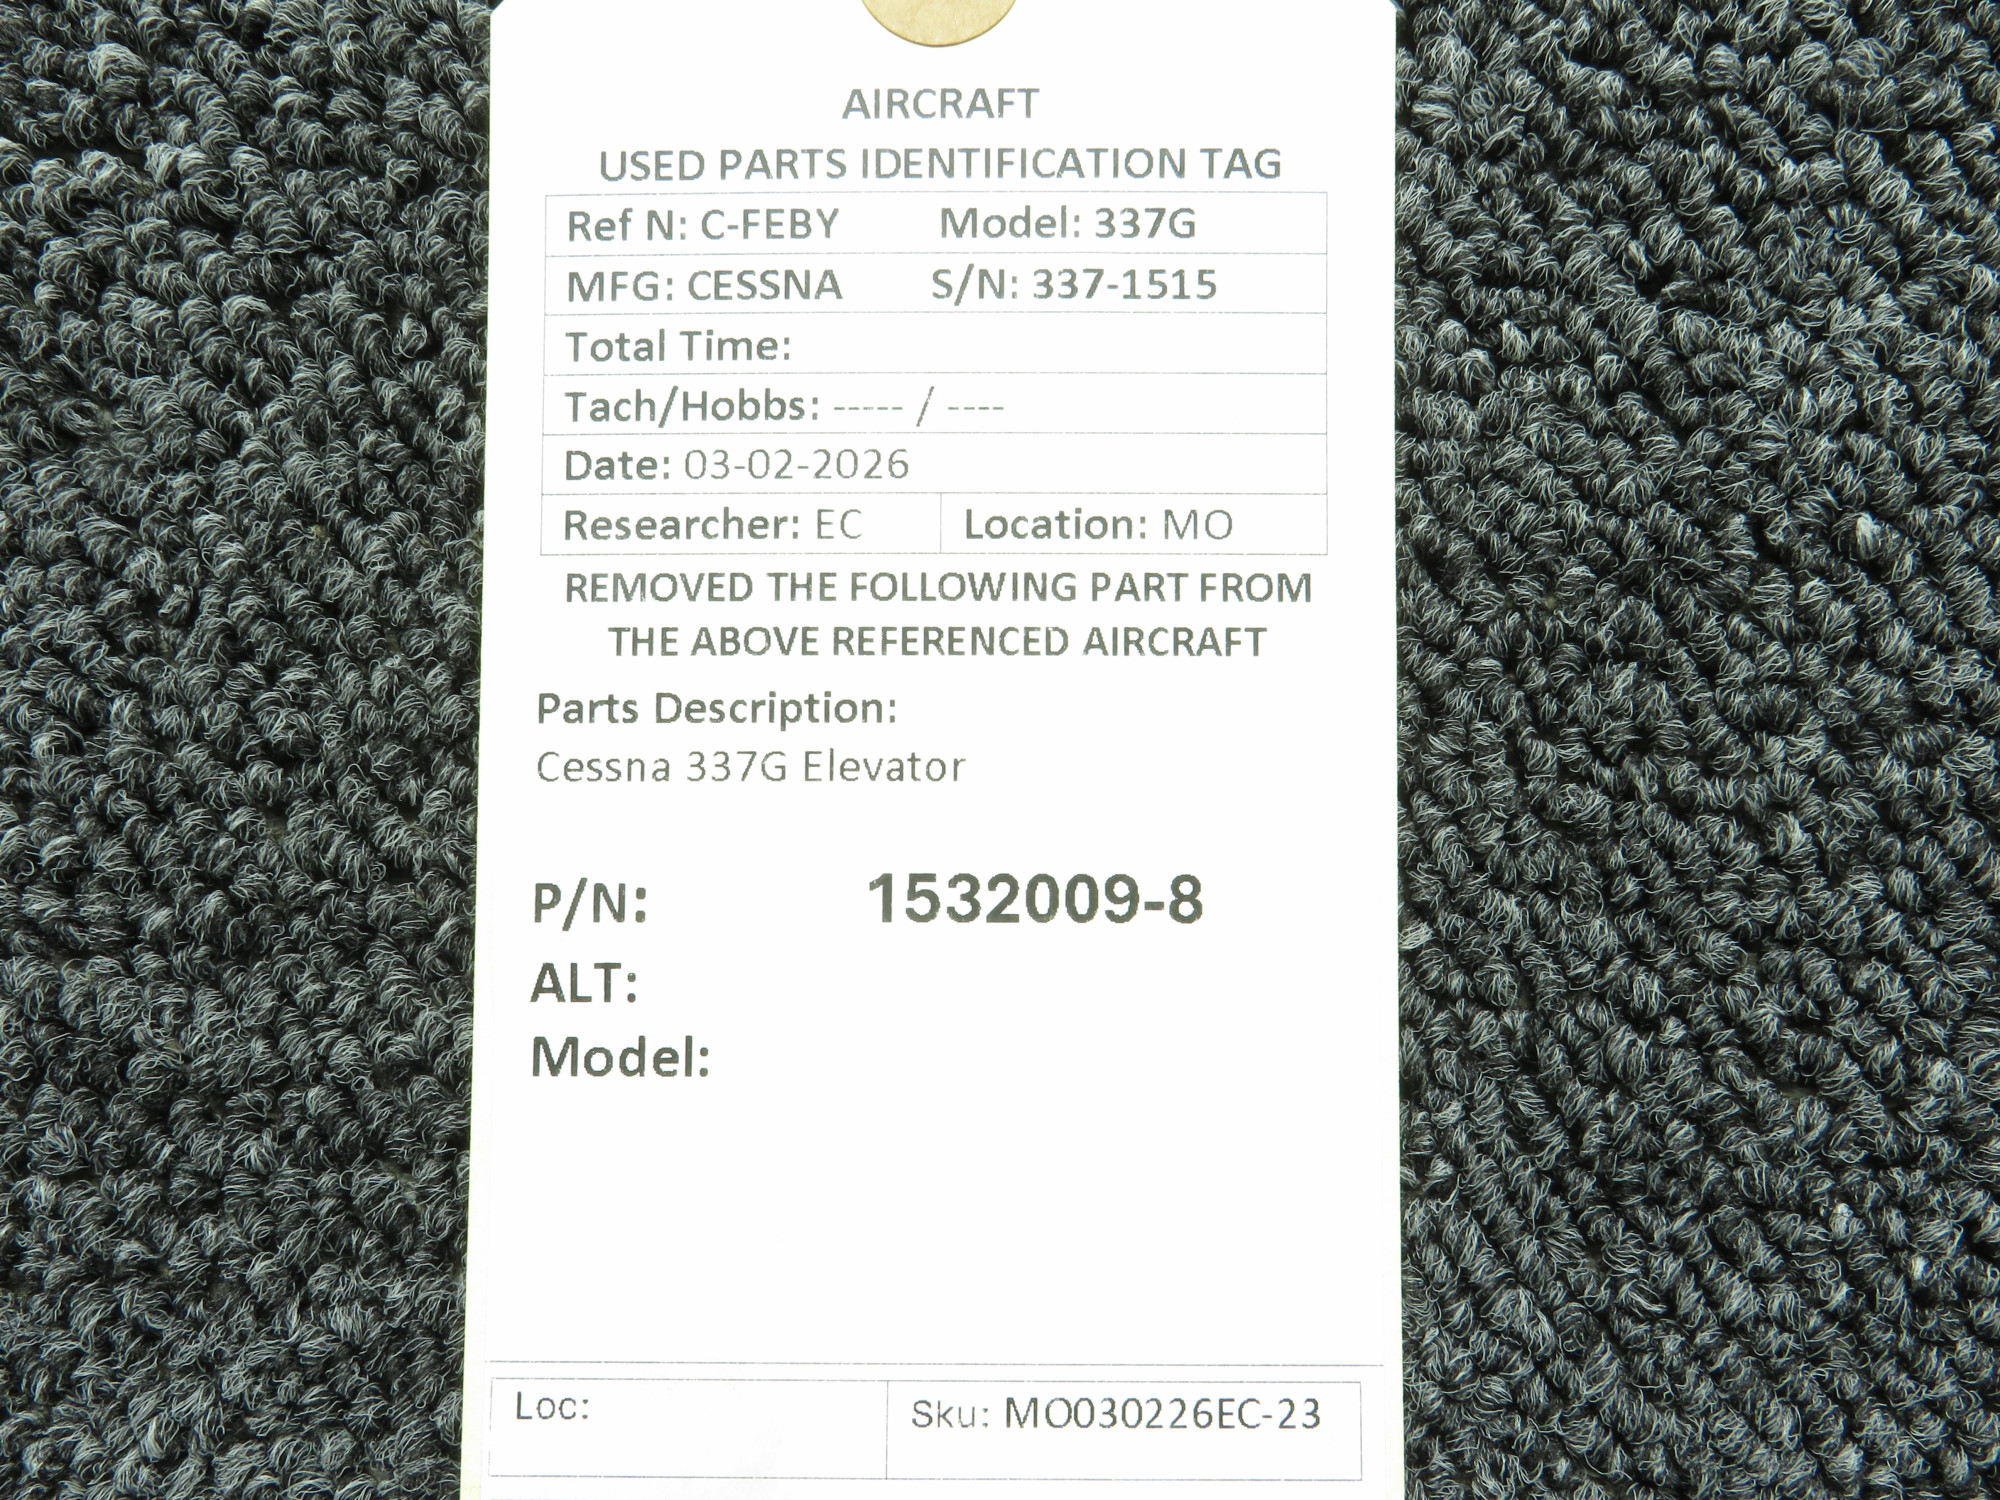 AIRCRAFT
USED PARTS IDENTIFICATION TAG
Ref N: C-FEBY Model: 337G
MFG: CESSNA S/N: 337-1515
Total Time:
Tach/Hobbs: ----- / ----
Date: 03-02-2026
Researcher: EC Location: MO
REMOVED THE FOLLOWING PART FROM
THE ABOVE REFERENCED AIRCRAFT
Parts Description:
Cessna 337G Elevator
P/N: 1532009-8
ALT:
Model:
Loc: Sku: MO030226EC-23